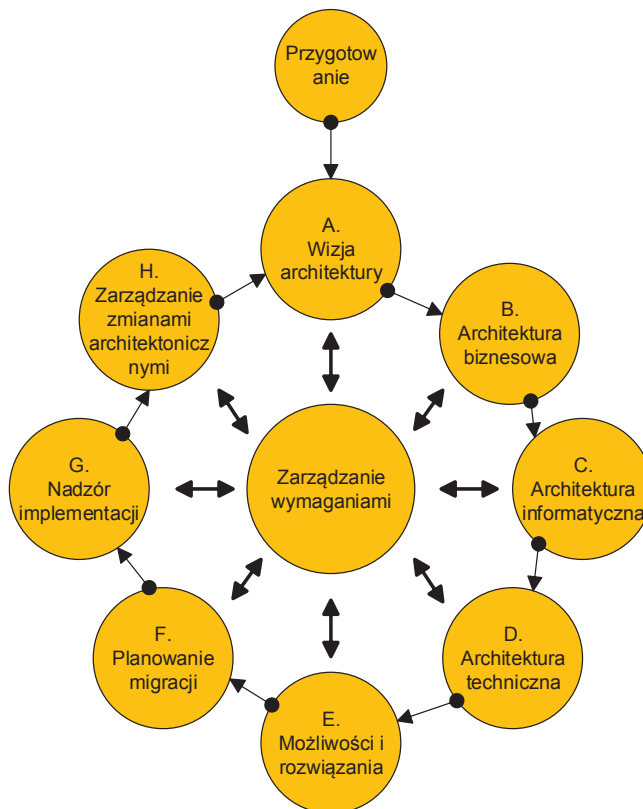 Przygotow
anie
A.
Wizja
architektury
H.
Zarządzanie
zmianami
architektonicz
nymi
B.
Architektura
biznesowa
G.
Nadzór
implementacji
Zarządzanie
wymaganiami
C.
Architektura
informatyczna
F.
Planowanie
migracji
D.
Architektura
techniczna
E.
Możliwości i
rozwiązania